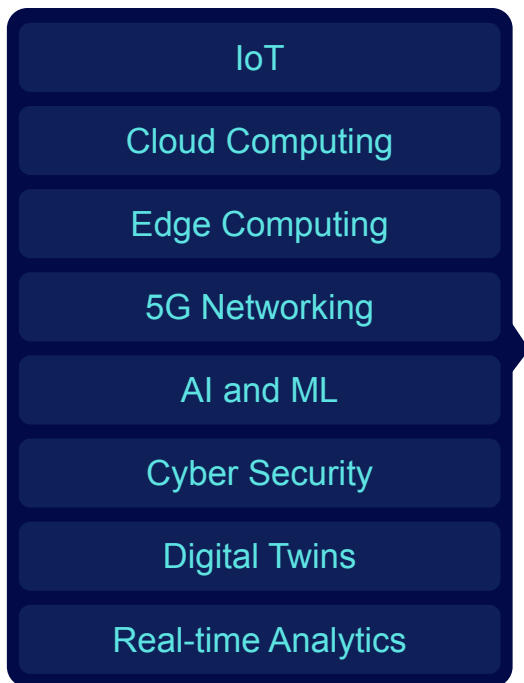 IoT
Cloud Computing
Edge Computing
5G Networking
AI and ML
Cyber Security
Digital Twins
Real-time Analytics